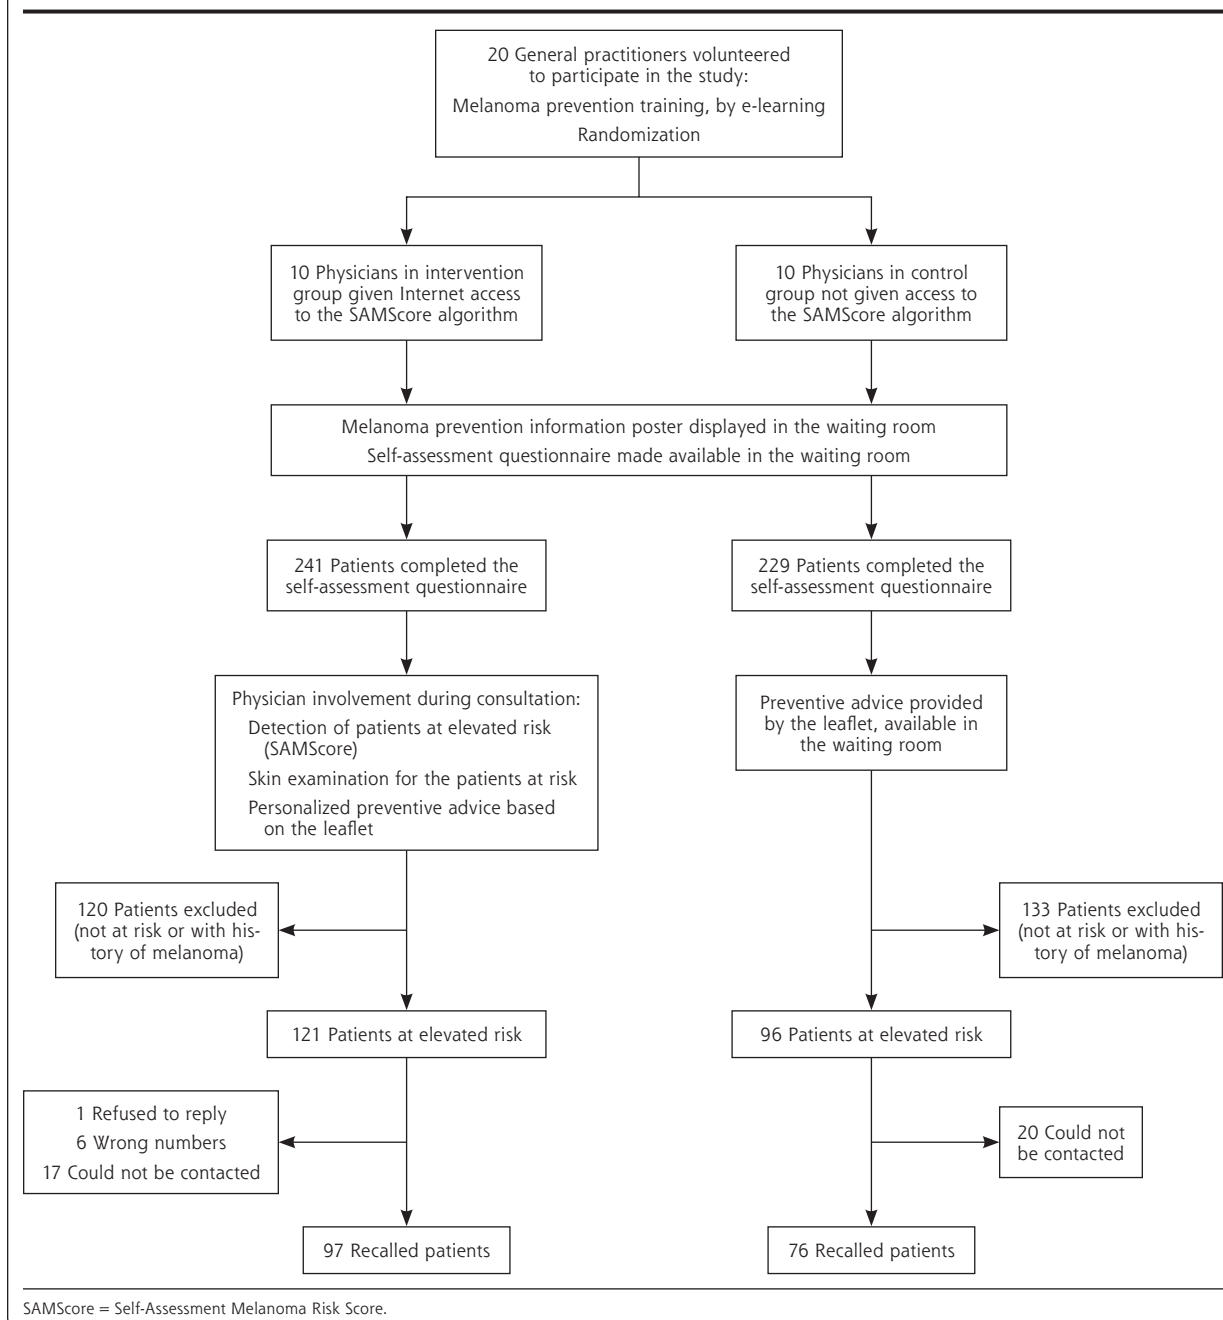 20 General practitioners volunteered
to participate in the study:
Melanoma prevention training, by e-learning
Randomization
10 Physicians in intervention
group given Internet access
to the SAMScore algorithm
10 Physicians in control
group not given access to
the SAMScore algorithm
Melanoma prevention information poster displayed in the waiting room
Self-assessment questionnaire made available in the waiting room
241 Patients completed the
self-assessment questionnaire
229 Patients completed the
self-assessment questionnaire
Physician involvement during consultation:
Detection of patients at elevated risk
(SAMScore)
Skin examination for the patients at risk
Personalized preventive advice based
on the leaflet
Preventive advice provided
by the leaflet, available in
the waiting room
120 Patients excluded
(not at risk or with his-
tory of melanoma)
133 Patients excluded
(not at risk or with his-
tory of melanoma)
121 Patients at elevated risk
96 Patients at elevated risk
1 Refused to reply
6 Wrong numbers
17 Could not be contacted
20 Could not
be contacted
97 Recalled patients
76 Recalled patients
SAMScore = Self-Assessment Melanoma Risk Score.